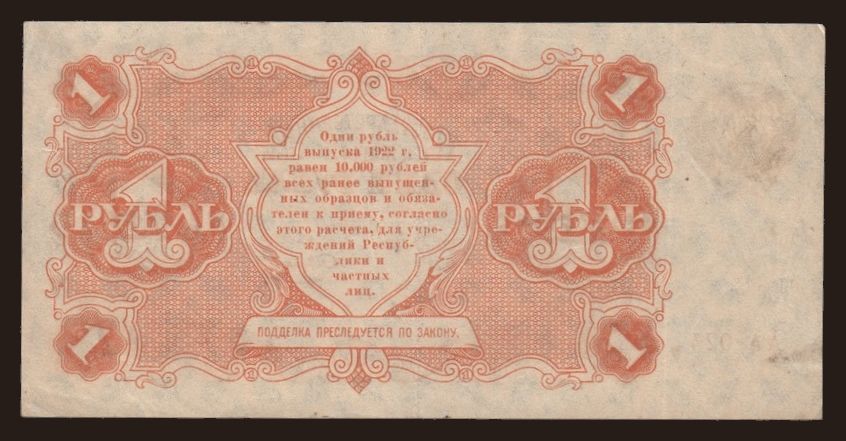 1
1
Один рубль
выпуска 1922 г.
равен 10.000 рублей
всех ранее выпущен-
ных образцов и обяза-
телен к приему, согласно
этого расчета, для учре-
ждений Респуб-
лики и
частных
лиц.
1 РУБЛЬ
1 РУБЛЬ
ПОДДЕЛКА ПРЕСЛЕДУЕТСЯ ПО ЗАКОНУ.
1
1